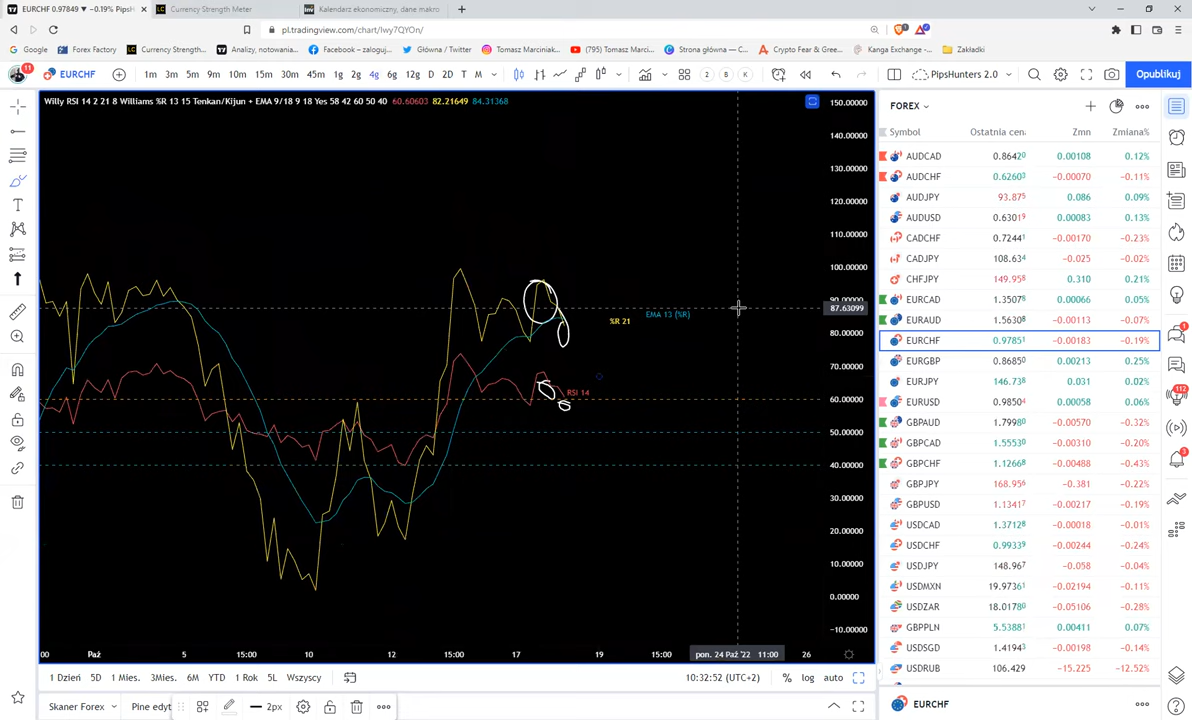 EURCHF 0.97849 ▼ −0.19% PipsH
Currency Strength Meter
Kalendarz ekonomiczny, dane makro
pl.tradingview.com/chart/Iwy7QYOn/
Google Forex Factory Currency Strength... Analizy, notowania... Facebook – zaloguj... Główna / Twitter Tomasz Marciniak... (795) Tomasz Marci... Strona główna — C... Crypto Fear & Gree... Kanga Exchange -... Zakładki
11 EURCHF 1m 3m 5m 9m 10m 15m 30m 45m 1g 2g 4g 6g 12g D 2D T M 2 B K PipsHunters 2.0 Opublikuj
Willy RSI 14 2 21 8 Williams %R 13 15 Tenkan/Kijun + EMA 9/18 9 18 Yes 58 42 60 50 40 60.60603 82.21649 84.31368
150.00000
140.00000
130.00000
120.00000
110.00000
100.00000
90.00000
87.63099
80.00000
70.00000
60.00000
50.00000
40.00000
30.00000
20.00000
10.00000
0.00000
−10.00000
%R 21
EMA 13 (%R)
RSI 14
00 Paź 5 15:00 10 12 15:00 17 19 15:00 pon. 24 Paź '22 11:00 26
1 Dzień 5D 1 Mies. 3Mies. 6M YTD 1 Rok 5L Wszyscy 10:32:52 (UTC+2) % log auto
Skaner Forex Pine edyt 2px
FOREX
Symbol Ostatnia cena Zmn Zmiana%
AUDCAD 0.86420 0.00108 0.12%
AUDCHF 0.62603 −0.00070 −0.11%
AUDJPY 93.875 0.086 0.09%
AUDUSD 0.63019 0.00083 0.13%
CADCHF 0.72441 −0.00170 −0.23%
CADJPY 108.634 −0.025 −0.02%
CHFJPY 149.958 0.310 0.21%
EURCAD 1.35078 0.00066 0.05%
EURAUD 1.56308 −0.00113 −0.07%
EURCHF 0.97851 −0.00183 −0.19%
EURGBP 0.86850 0.00213 0.25%
EURJPY 146.738 0.031 0.02%
EURUSD 0.98504 0.00058 0.06%
GBPAUD 1.79980 −0.00570 −0.32%
GBPCAD 1.55530 −0.00310 −0.20%
GBPCHF 1.12668 −0.00488 −0.43%
GBPJPY 168.956 −0.381 −0.22%
GBPUSD 1.13417 −0.00217 −0.19%
USDCAD 1.37128 −0.00018 −0.01%
USDCHF 0.99339 −0.00244 −0.24%
USDJPY 148.967 −0.058 −0.04%
USDMXN 19.97361 −0.02194 −0.11%
USDZAR 18.01780 −0.05106 −0.28%
GBPPLN 5.53881 0.00411 0.07%
USDSGD 1.41943 −0.00198 −0.14%
USDRUB 106.429 −15.225 −12.52%
EURCHF
1
112
3